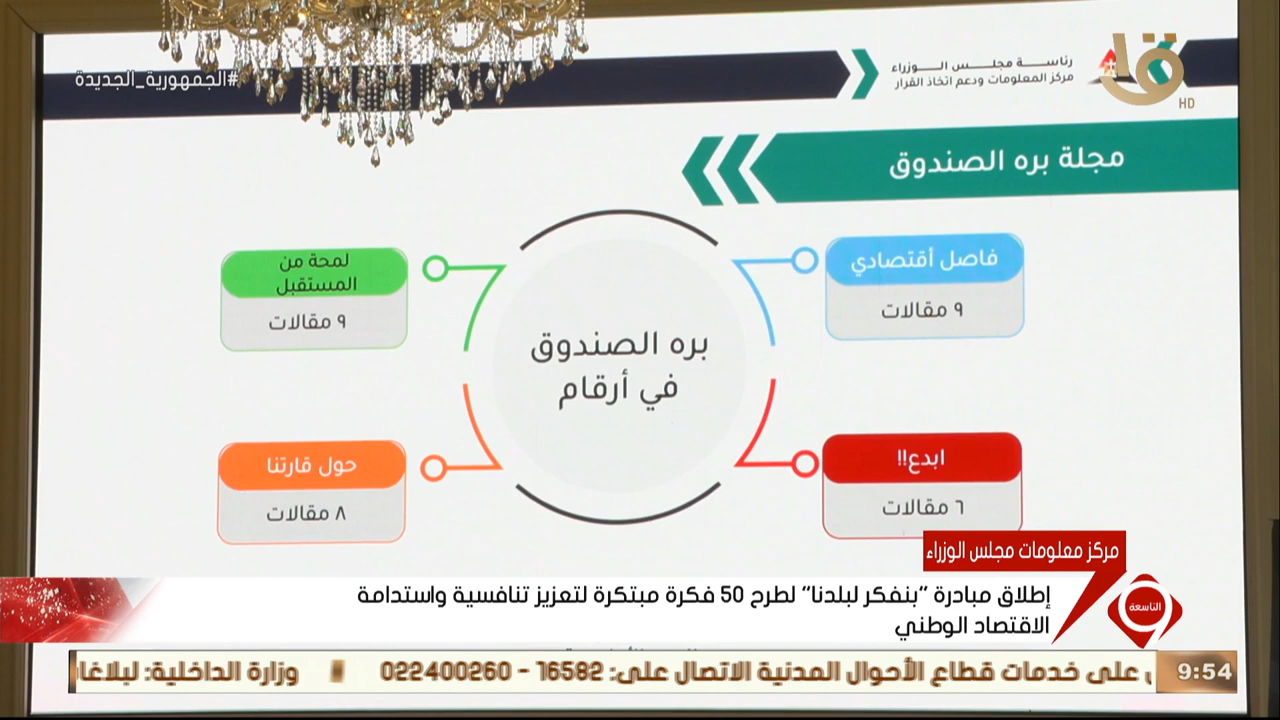 #الجمهورية_الجديدة
رئاسة مجلس الوزراء
مركز المعلومات ودعم اتخاذ القرار
HD
مجلة بره الصندوق
فاصل أقتصادي
٩ مقالات
لمحة من
المستقبل
٩ مقالات
بره الصندوق
في أرقام
ابدع!!
٦ مقالات
حول قارتنا
٨ مقالات
مركز معلومات مجلس الوزراء
إطلاق مبادرة "بنفكر لبلدنا" لطرح 50 فكرة مبتكرة لتعزيز تنافسية واستدامة
الاقتصاد الوطني
التاسعة
على خدمات قطاع الأحوال المدنية الاتصال على: 16582 - 022400260 وزارة الداخلية:
9:54